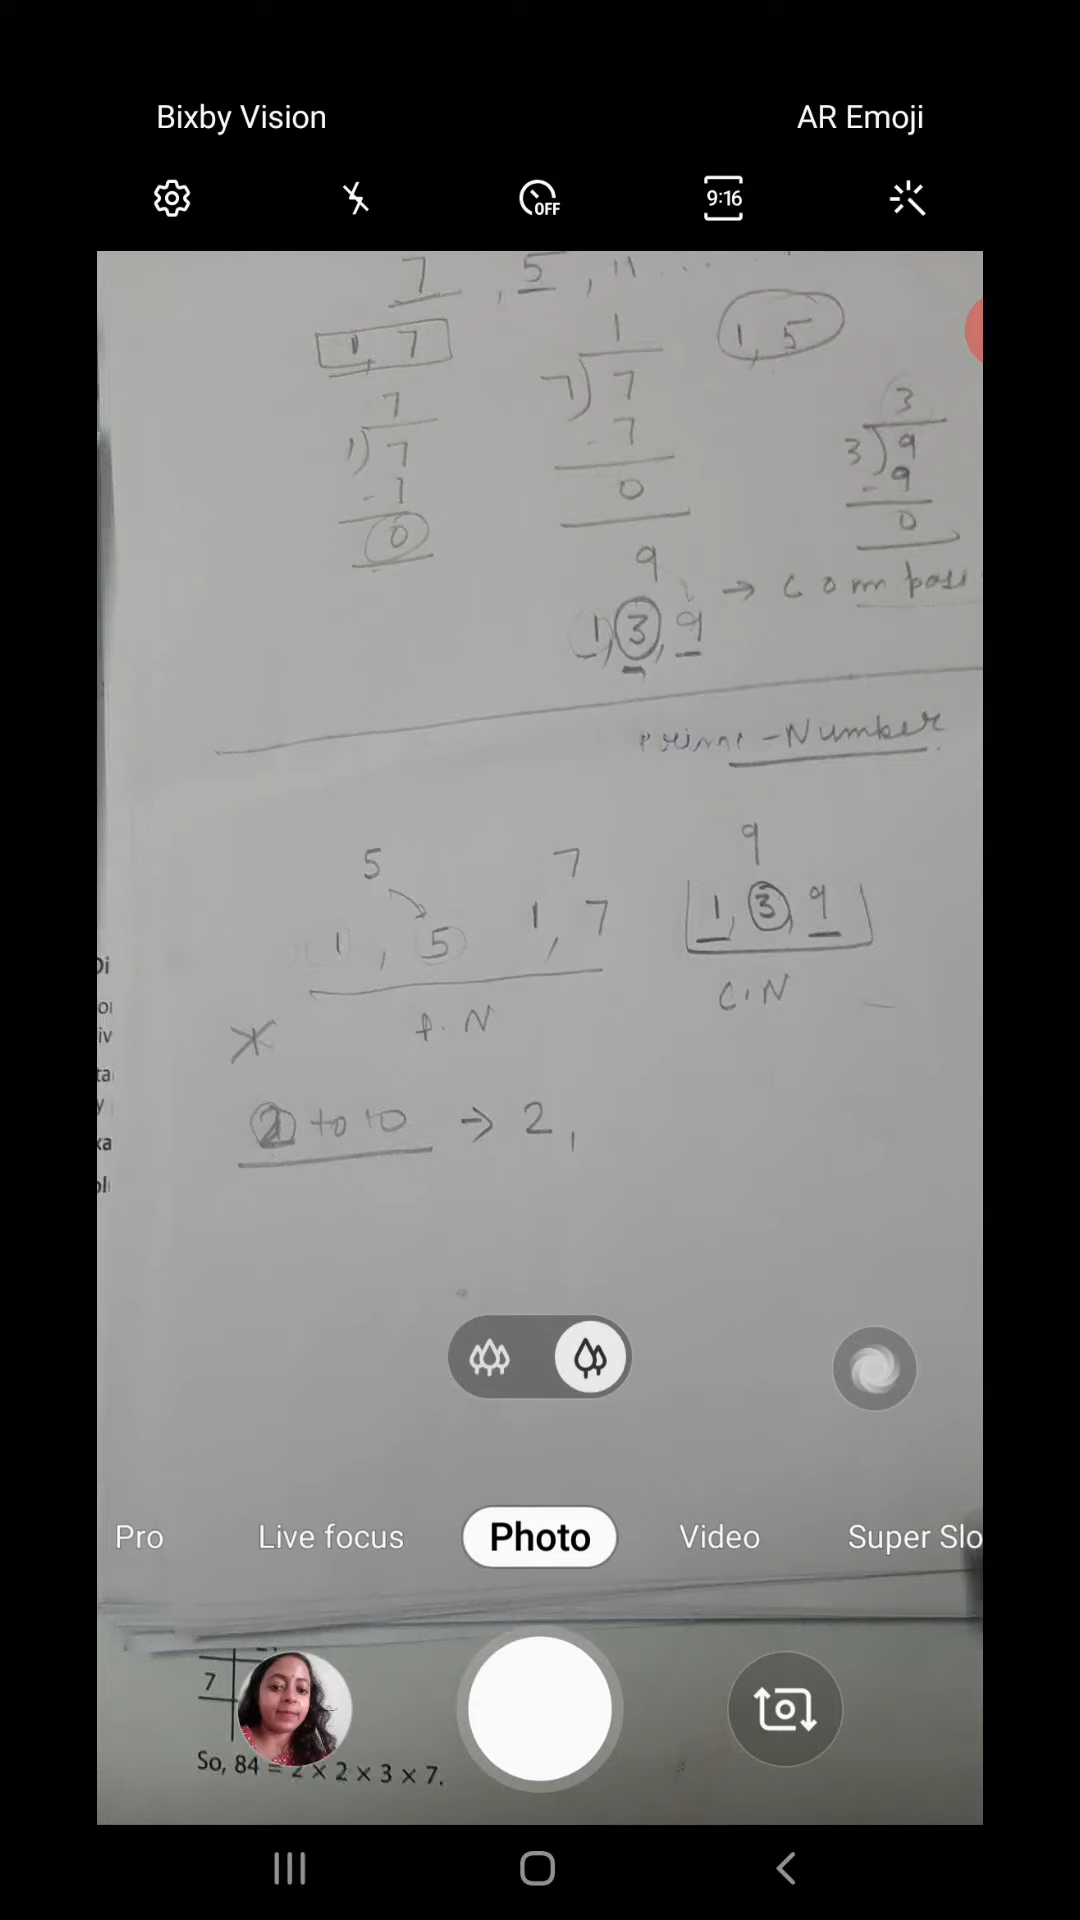 Bixby Vision AR Emoji
OFF 9:16
7, 5, 11 ....
1, 7
1, 5
7
1) 7
- 7
0
1
7) 7
- 7
0
3
3) 9
- 9
0
9
1, 3, 9 → Composi
Prime - Number
5 7 9
1, 5 1, 7 1, 3, 9
P. N C. N
2 to 10 → 2,
Pro Live focus Photo Video Super Slo
7
So, 84 = 2 × 2 × 3 × 7.